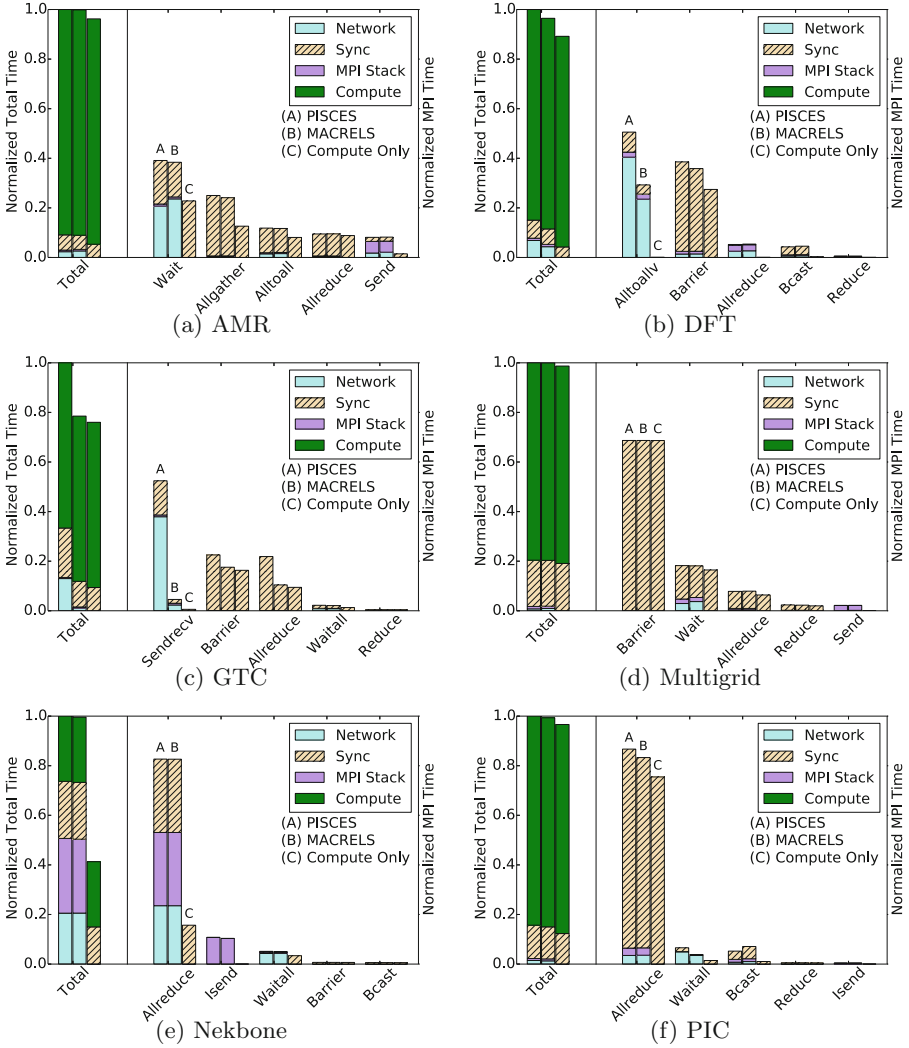 Normalized Total Time
1.0
0.8
0.6
0.4
0.2
0.0
Network
Sync
MPI Stack
Compute
(A) PISCES
(B) MACRELS
(C) Compute Only
A
B
C
Total
Wait
Allgather
Alltoall
Allreduce
Send
Normalized MPI Time
(a) AMR
Normalized Total Time
1.0
0.8
0.6
0.4
0.2
0.0
Network
Sync
MPI Stack
Compute
(A) PISCES
(B) MACRELS
(C) Compute Only
A
B
C
Total
Alltoallv
Barrier
Allreduce
Bcast
Reduce
Normalized MPI Time
(b) DFT
Normalized Total Time
1.0
0.8
0.6
0.4
0.2
0.0
Network
Sync
MPI Stack
Compute
(A) PISCES
(B) MACRELS
(C) Compute Only
A
B
C
Total
Sendrecv
Barrier
Allreduce
Waitall
Reduce
Normalized MPI Time
(c) GTC
Normalized Total Time
1.0
0.8
0.6
0.4
0.2
0.0
Network
Sync
MPI Stack
Compute
(A) PISCES
(B) MACRELS
(C) Compute Only
A B C
Total
Barrier
Wait
Allreduce
Reduce
Send
Normalized MPI Time
(d) Multigrid
Normalized Total Time
1.0
0.8
0.6
0.4
0.2
0.0
Network
Sync
MPI Stack
Compute
(A) PISCES
(B) MACRELS
(C) Compute Only
A B
C
Total
Allreduce
Isend
Waitall
Barrier
Bcast
Normalized MPI Time
(e) Nekbone
Normalized Total Time
1.0
0.8
0.6
0.4
0.2
0.0
Network
Sync
MPI Stack
Compute
(A) PISCES
(B) MACRELS
(C) Compute Only
A
B
C
Total
Allreduce
Waitall
Bcast
Reduce
Isend
Normalized MPI Time
(f) PIC